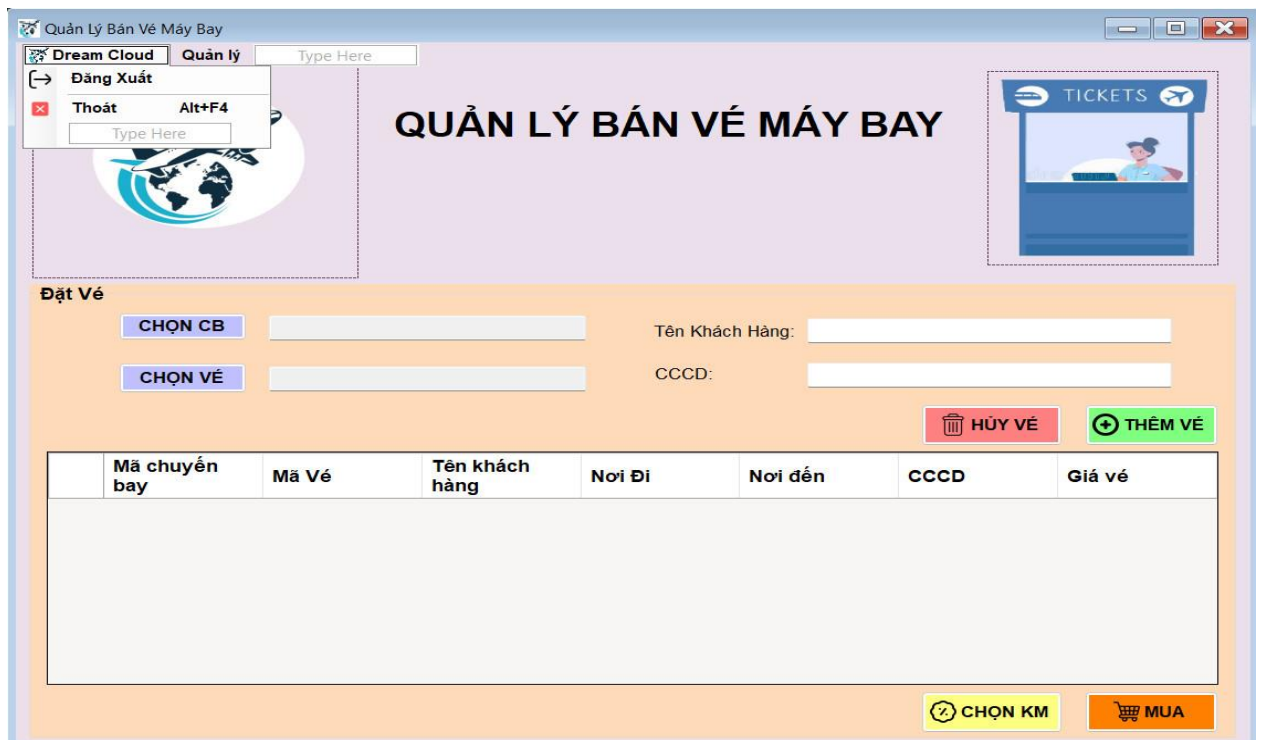 Quản Lý Bán Vé Máy Bay
Dream Cloud Quản lý Type Here
Đăng Xuất
Thoát Alt+F4
Type Here
QUẢN LÝ BÁN VÉ MÁY BAY
TICKETS
Đặt Vé
CHỌN CB
Tên Khách Hàng:
CHỌN VÉ
CCCD:
HỦY VÉ THÊM VÉ
Mã chuyến
bay
Mã Vé
Tên khách
hàng
Nơi Đi
Nơi đến
CCCD
Giá vé
CHỌN KM MUA